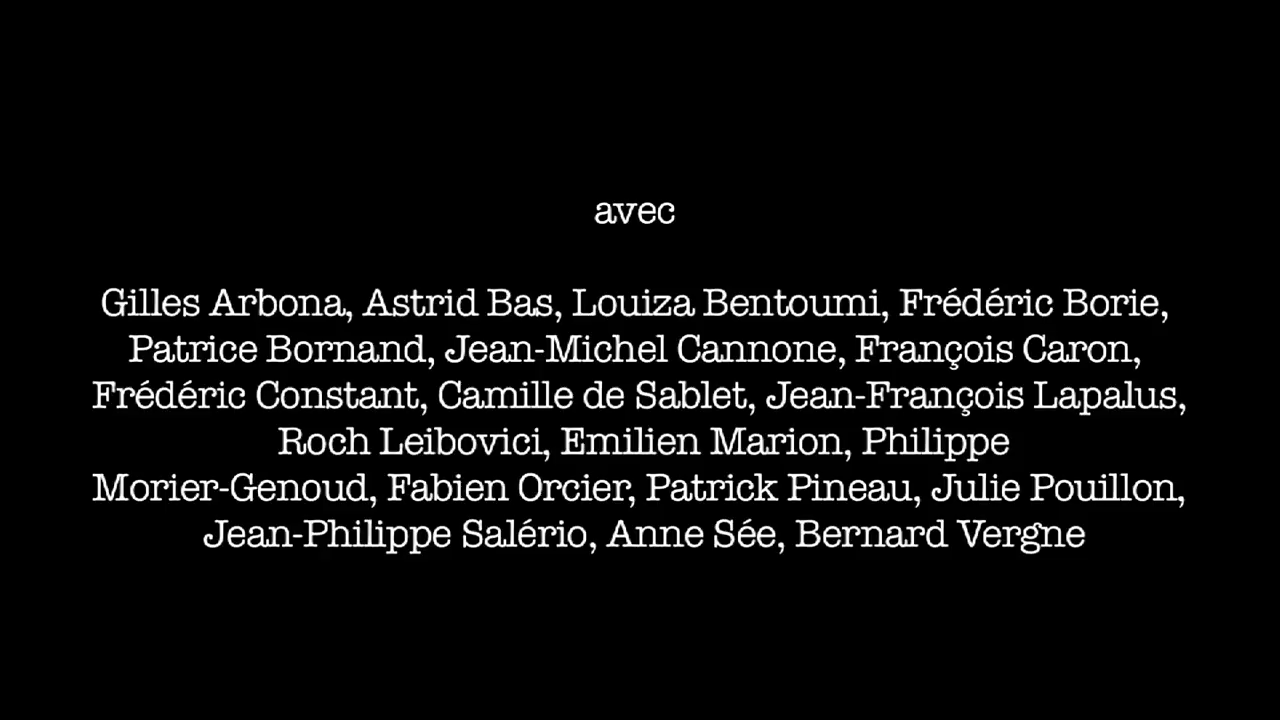 avec
Gilles Arbona, Astrid Bas, Louiza Bentoumi, Frédéric Borie,
Patrice Bornand, Jean-Michel Cannone, François Caron,
Frédéric Constant, Camille de Sablet, Jean-François Lapalus,
Roch Leibovici, Emilien Marion, Philippe
Morier-Genoud, Fabien Orcier, Patrick Pineau, Julie Pouillon,
Jean-Philippe Salério, Anne Sée, Bernard Vergne